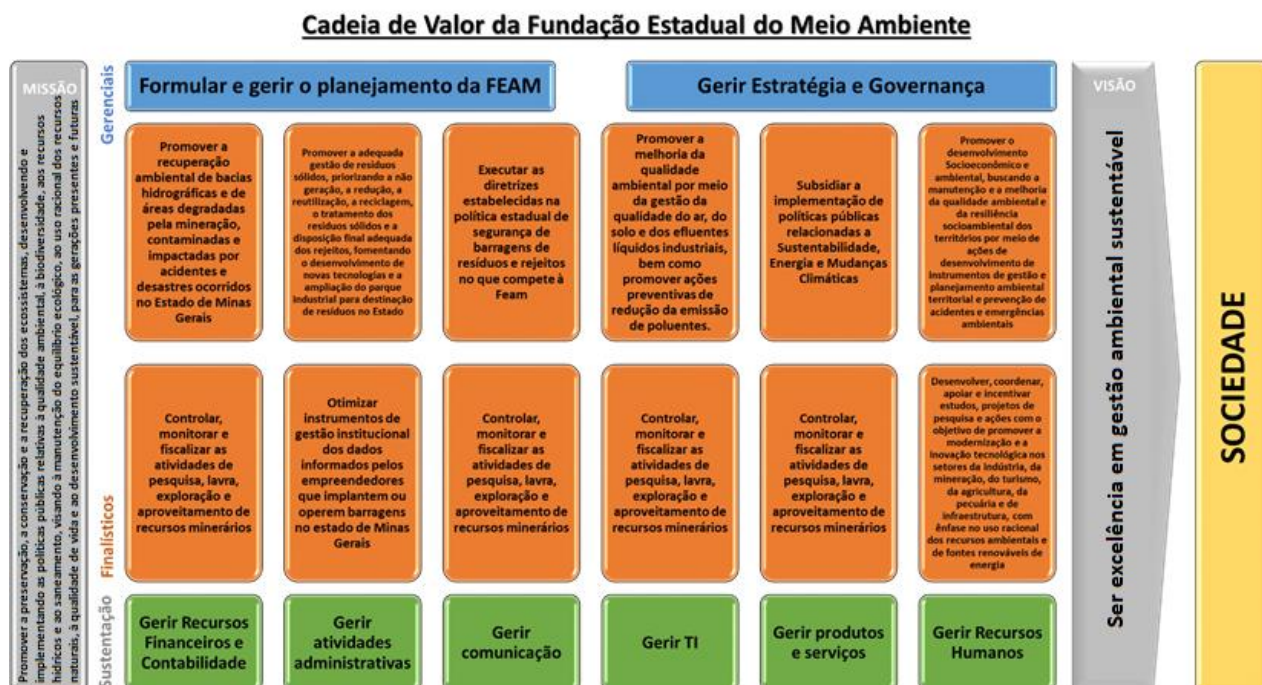 Cadeia de Valor da Fundação Estadual do Meio Ambiente
MISSÃO
Promover a preservação, a conservação e a recuperação dos ecossistemas, desenvolvendo e
implementando as políticas públicas relativas à qualidade ambiental, à biodiversidade, aos recursos
hídricos e ao saneamento, visando à manutenção do equilíbrio ecológico, ao uso racional dos recursos
naturais, à qualidade de vida e ao desenvolvimento sustentável, para as gerações presentes e futuras
Gerenciais
Formular e gerir o planejamento da FEAM
Gerir Estratégia e Governança
Finalísticos
Promover a
recuperação
ambiental de bacias
hidrográficas e de
áreas degradadas
pela mineração,
contaminadas e
impactadas por
acidentes e
desastres ocorridos
no Estado de Minas
Gerais
Promover a adequada
gestão de resíduos
sólidos, priorizando a não
geração, a redução, a
reutilização, a reciclagem,
o tratamento dos
resíduos sólidos e a
disposição final adequada
dos rejeitos, fomentando
o desenvolvimento de
novas tecnologias e a
ampliação do parque
industrial para destinação
de resíduos no Estado
Executar as
diretrizes
estabelecidas na
política estadual de
segurança de
barragens de
resíduos e rejeitos
no que compete à
Feam
Promover a
melhoria da
qualidade
ambiental por meio
da gestão da
qualidade do ar, do
solo e dos efluentes
líquidos industriais,
bem como
promover ações
preventivas de
redução da emissão
de poluentes.
Subsidiar a
implementação de
políticas públicas
relacionadas a
Sustentabilidade,
Energia e Mudanças
Climáticas
Promover o
desenvolvimento
Socioeconômico e
ambiental, buscando a
manutenção e a melhoria
da qualidade ambiental e
da resiliência
socioambiental dos
territórios por meio de
ações de
desenvolvimento de
instrumentos de gestão e
planejamento ambiental
territorial e prevenção de
acidentes e emergências
ambientais
Controlar,
monitorar e
fiscalizar as
atividades de
pesquisa, lavra,
exploração e
aproveitamento de
recursos minerários
Otimizar
instrumentos de
gestão institucional
dos dados
informados pelos
empreendedores
que implantem ou
operem barragens
no estado de Minas
Gerais
Controlar,
monitorar e
fiscalizar as
atividades de
pesquisa, lavra,
exploração e
aproveitamento de
recursos minerários
Controlar,
monitorar e
fiscalizar as
atividades de
pesquisa, lavra,
exploração e
aproveitamento de
recursos minerários
Controlar,
monitorar e
fiscalizar as
atividades de
pesquisa, lavra,
exploração e
aproveitamento de
recursos minerários
Desenvolver, coordenar,
apoiar e incentivar
estudos, projetos de
pesquisa e ações com o
objetivo de promover a
modernização e a
inovação tecnológica nos
setores da indústria, da
mineração, do turismo,
da agricultura, da
pecuária e de
infraestrutura, com
ênfase no uso racional
dos recursos ambientais e
de fontes renováveis de
energia
Sustentação
Gerir Recursos
Financeiros e
Contabilidade
Gerir
atividades
administrativas
Gerir
comunicação
Gerir TI
Gerir produtos
e serviços
Gerir Recursos
Humanos
VISÃO
Ser excelência em gestão ambiental sustentável
SOCIEDADE